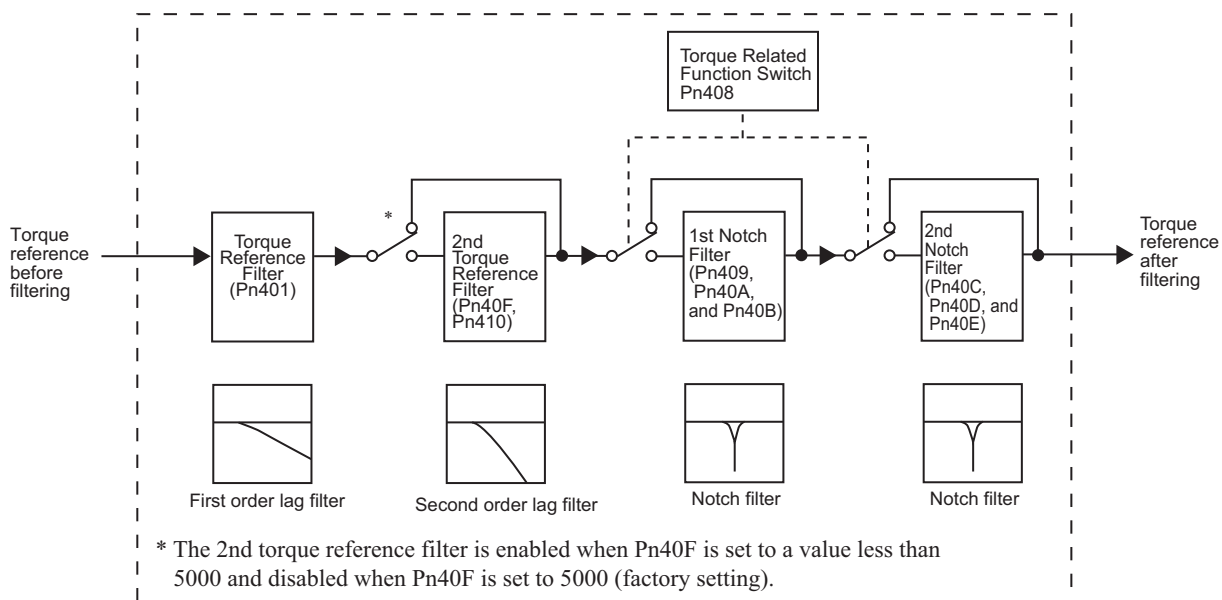 Torque Related
Function Switch
Pn408
Torque
reference
before
filtering
Torque
Reference
Filter
(Pn401)
*
2nd
Torque
Reference
Filter
(Pn40F,
Pn410)
1st Notch
Filter
(Pn409,
Pn40A,
and Pn40B)
2nd
Notch
Filter
(Pn40C,
Pn40D, and
Pn40E)
Torque
reference
after
filtering
First order lag filter
Second order lag filter
Notch filter
Notch filter
* The 2nd torque reference filter is enabled when Pn40F is set to a value less than
5000 and disabled when Pn40F is set to 5000 (factory setting).